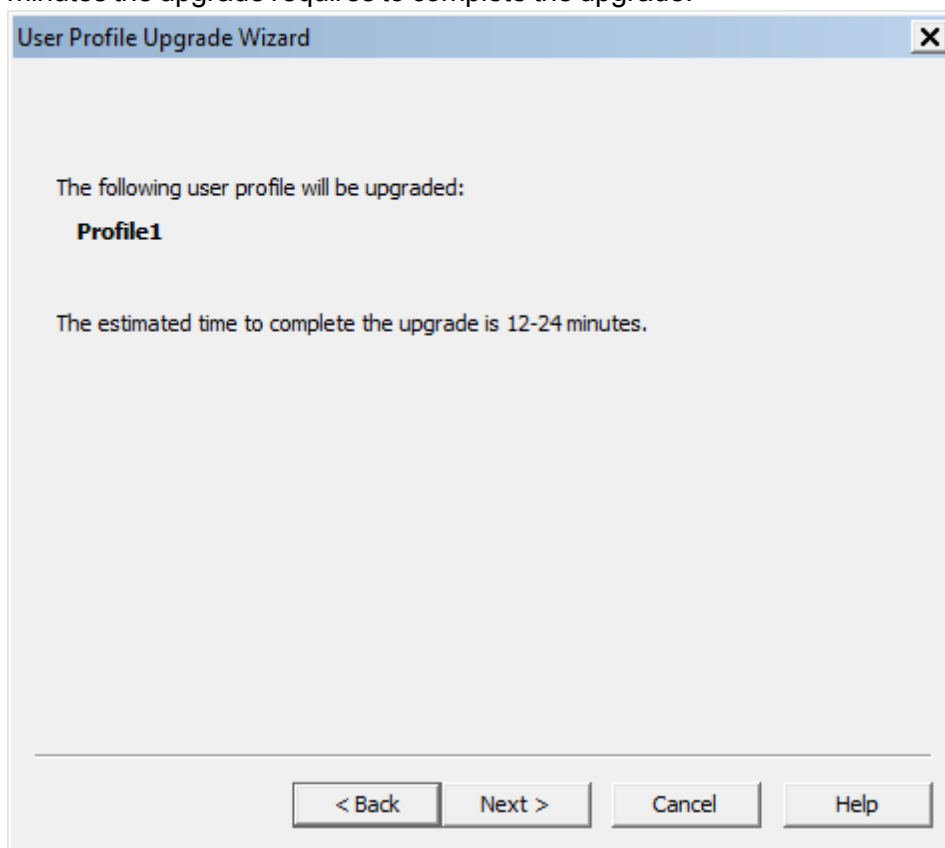 minutes the upgrade requires to complete the upgrade.
User Profile Upgrade Wizard
The following user profile will be upgraded:
Profile1
The estimated time to complete the upgrade is 12-24 minutes.
< Back Next > Cancel Help